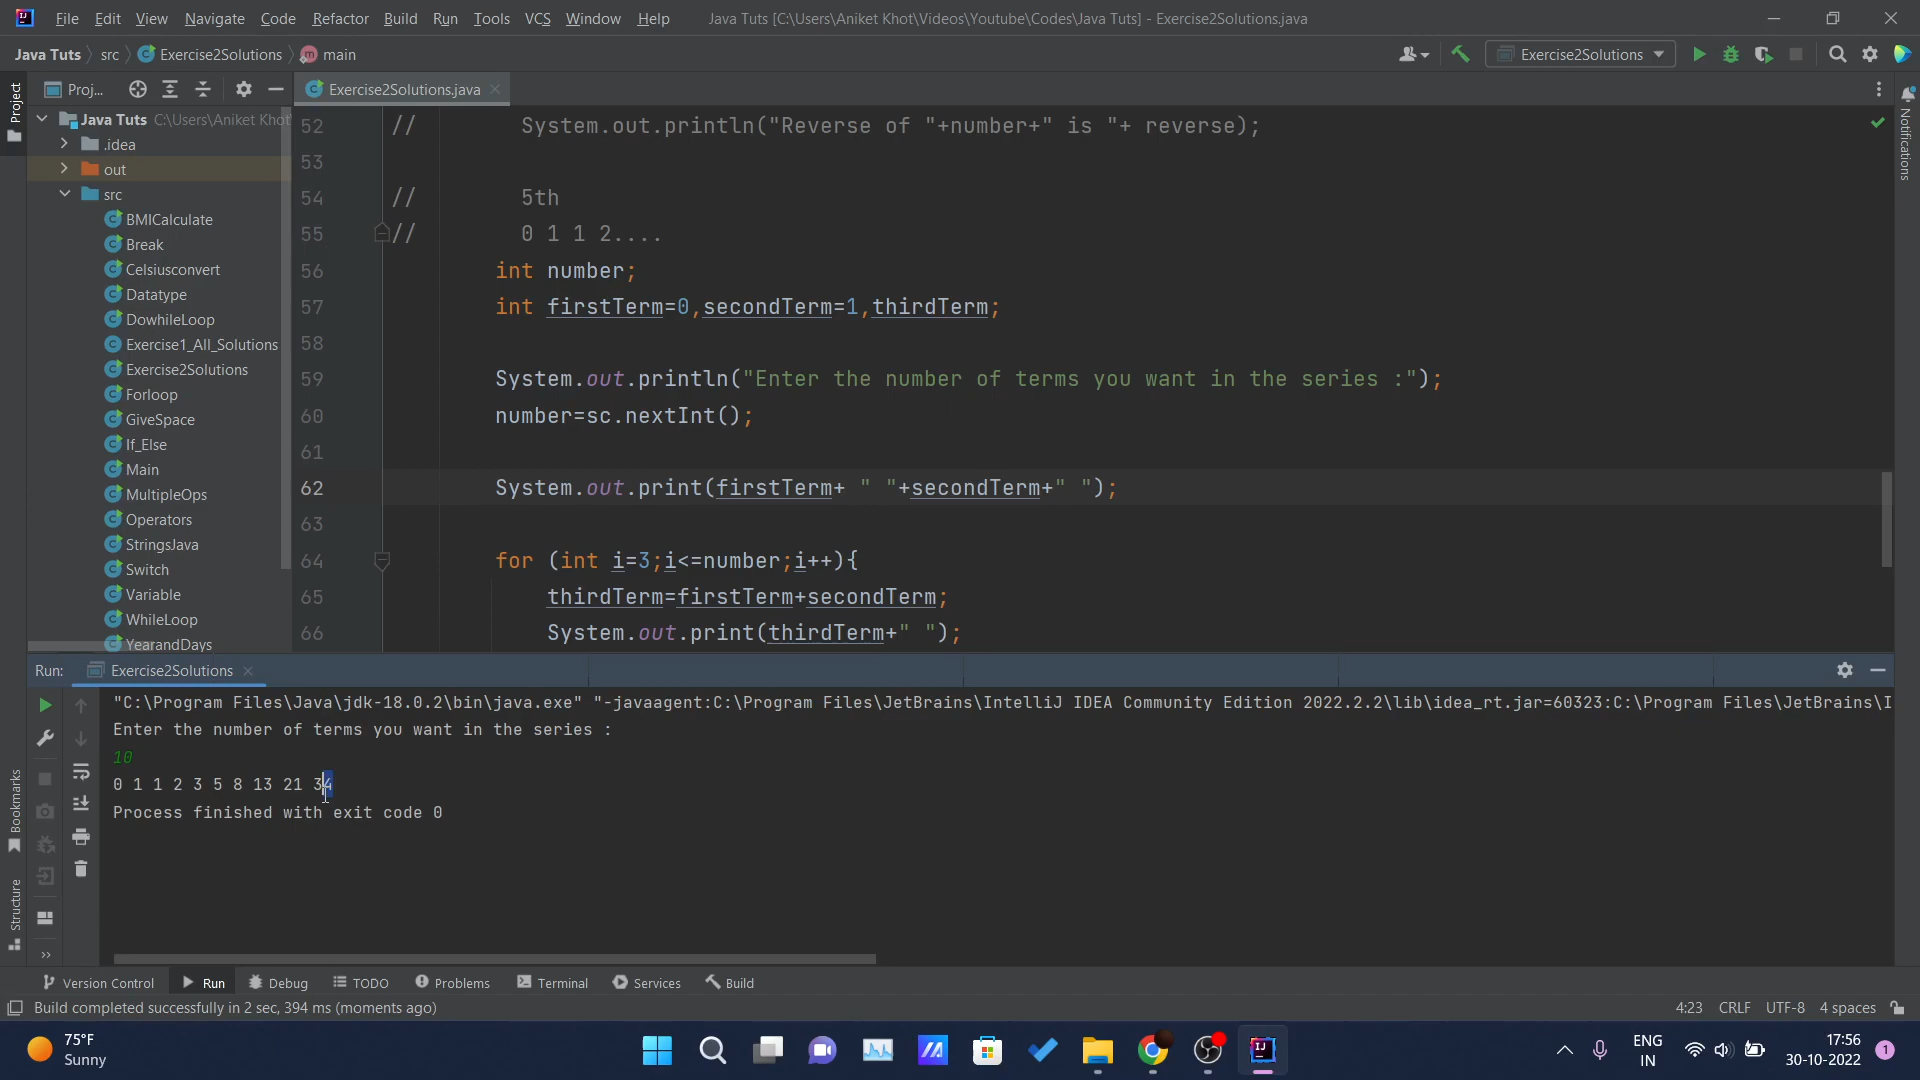 File Edit View Navigate Code Refactor Build Run Tools VCS Window Help Java Tuts [C:\Users\Aniket Khot\Videos\Youtube\Codes\Java Tuts] - Exercise2Solutions.java
Java Tuts src Exercise2Solutions main Exercise2Solutions
Project
Proj...
Exercise2Solutions.java
Notifications
Java Tuts C:\Users\Aniket Khot
.idea
out
src
BMICalculate
Break
Celsiusconvert
Datatype
DowhileLoop
Exercise1_All_Solutions
Exercise2Solutions
Forloop
GiveSpace
If_Else
Main
MultipleOps
Operators
StringsJava
Switch
Variable
WhileLoop
YearandDays
52 // System.out.println("Reverse of "+number+" is "+ reverse);
53
54 // 5th
55 // 0 1 1 2....
56 int number;
57 int firstTerm=0,secondTerm=1,thirdTerm;
58
59 System.out.println("Enter the number of terms you want in the series :");
60 number=sc.nextInt();
61
62 System.out.print(firstTerm+ " "+secondTerm+" ");
63
64 for (int i=3;i<=number;i++){
65 thirdTerm=firstTerm+secondTerm;
66 System.out.print(thirdTerm+" ");
Run: Exercise2Solutions
"C:\Program Files\Java\jdk-18.0.2\bin\java.exe" "-javaagent:C:\Program Files\JetBrains\IntelliJ IDEA Community Edition 2022.2.2\lib\idea_rt.jar=60323:C:\Program Files\JetBrains\I
Enter the number of terms you want in the series :
10
0 1 1 2 3 5 8 13 21 34
Process finished with exit code 0
Bookmarks
Structure
Version Control Run Debug TODO Problems Terminal Services Build
Build completed successfully in 2 sec, 394 ms (moments ago) 4:23 CRLF UTF-8 4 spaces
75°F
Sunny
ENG
IN
17:56
30-10-2022
1